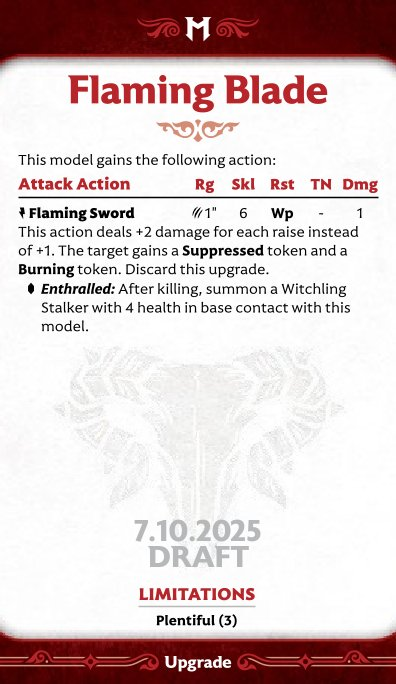 M
Flaming Blade
This model gains the following action:
Attack Action Rg Skl Rst TN Dmg
Flaming Sword 1" 6 Wp - 1
This action deals +2 damage for each raise instead
of +1. The target gains a Suppressed token and a
Burning token. Discard this upgrade.
Enthralled: After killing, summon a Witchling
Stalker with 4 health in base contact with this
model.
7.10.2025
DRAFT
LIMITATIONS
Plentiful (3)
Upgrade